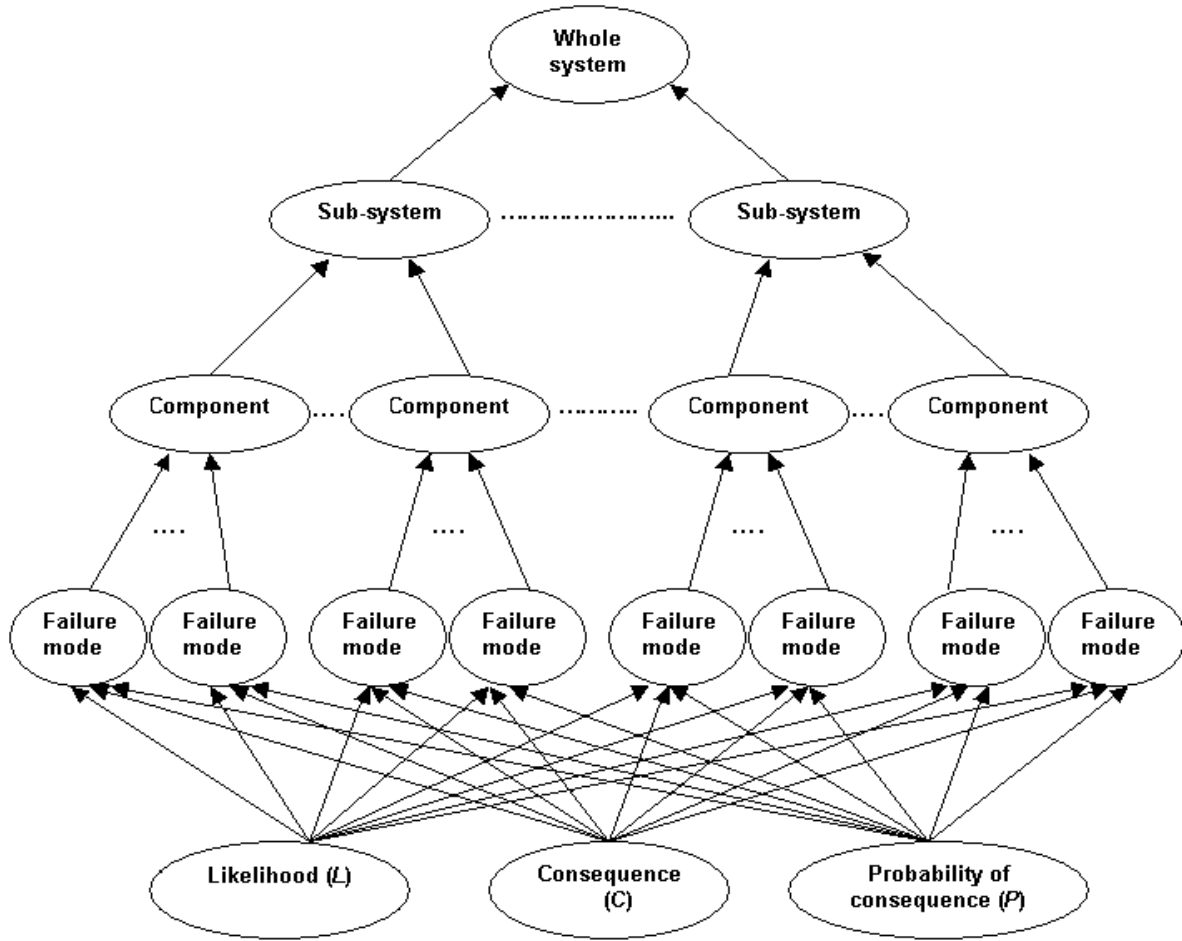 Whole
system
Sub-system ........................ Sub-system
Component .... Component ........... Component .... Component
.... .... .... ....
Failure Failure Failure Failure Failure Failure Failure Failure
mode mode mode mode mode mode mode mode
Likelihood (L) Consequence Probability of
(C) consequence (P)